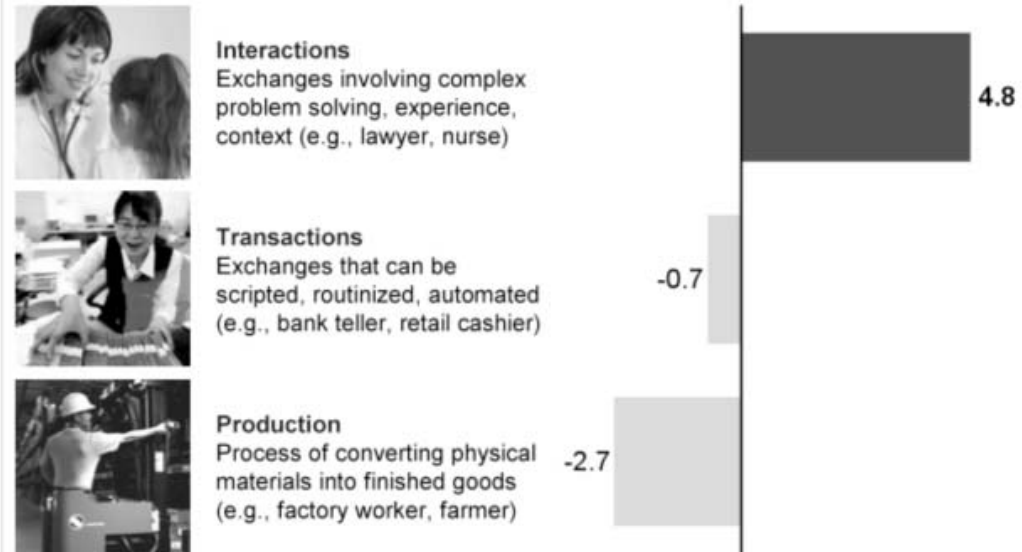 Interactions
Exchanges involving complex
problem solving, experience,
context (e.g., lawyer, nurse)
4.8
Transactions
Exchanges that can be
scripted, routinized, automated
(e.g., bank teller, retail cashier)
-0.7
Production
Process of converting physical
materials into finished goods
(e.g., factory worker, farmer)
-2.7